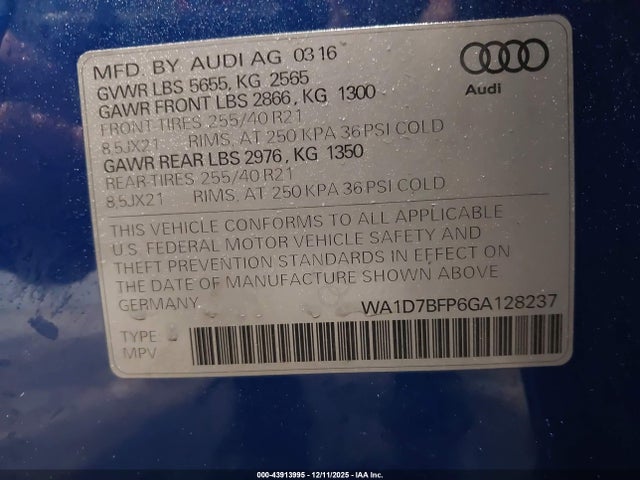 MFD. BY AUDI AG 03 16
GVWR LBS 5655, KG 2565
GAWR FRONT LBS 2866, KG 1300
FRONT-TIRES 255/40 R21
8,5JX21 RIMS, AT 250 KPA 36 PSI COLD
GAWR REAR LBS 2976, KG 1350
REAR-TIRES 255/40 R21
8,5JX21 RIMS, AT 250 KPA 36 PSI COLD
Audi
THIS VEHICLE CONFORMS TO ALL APPLICABLE
U.S. FEDERAL MOTOR VEHICLE SAFETY AND
THEFT PREVENTION STANDARDS IN EFFECT ON
THE DATE OF MANUFACTURE SHOWN ABOVE
GERMANY WA1D7BFP6GA128237
TYPE :
MPV
000-43913995 - 12/11/2025 - IAA Inc.